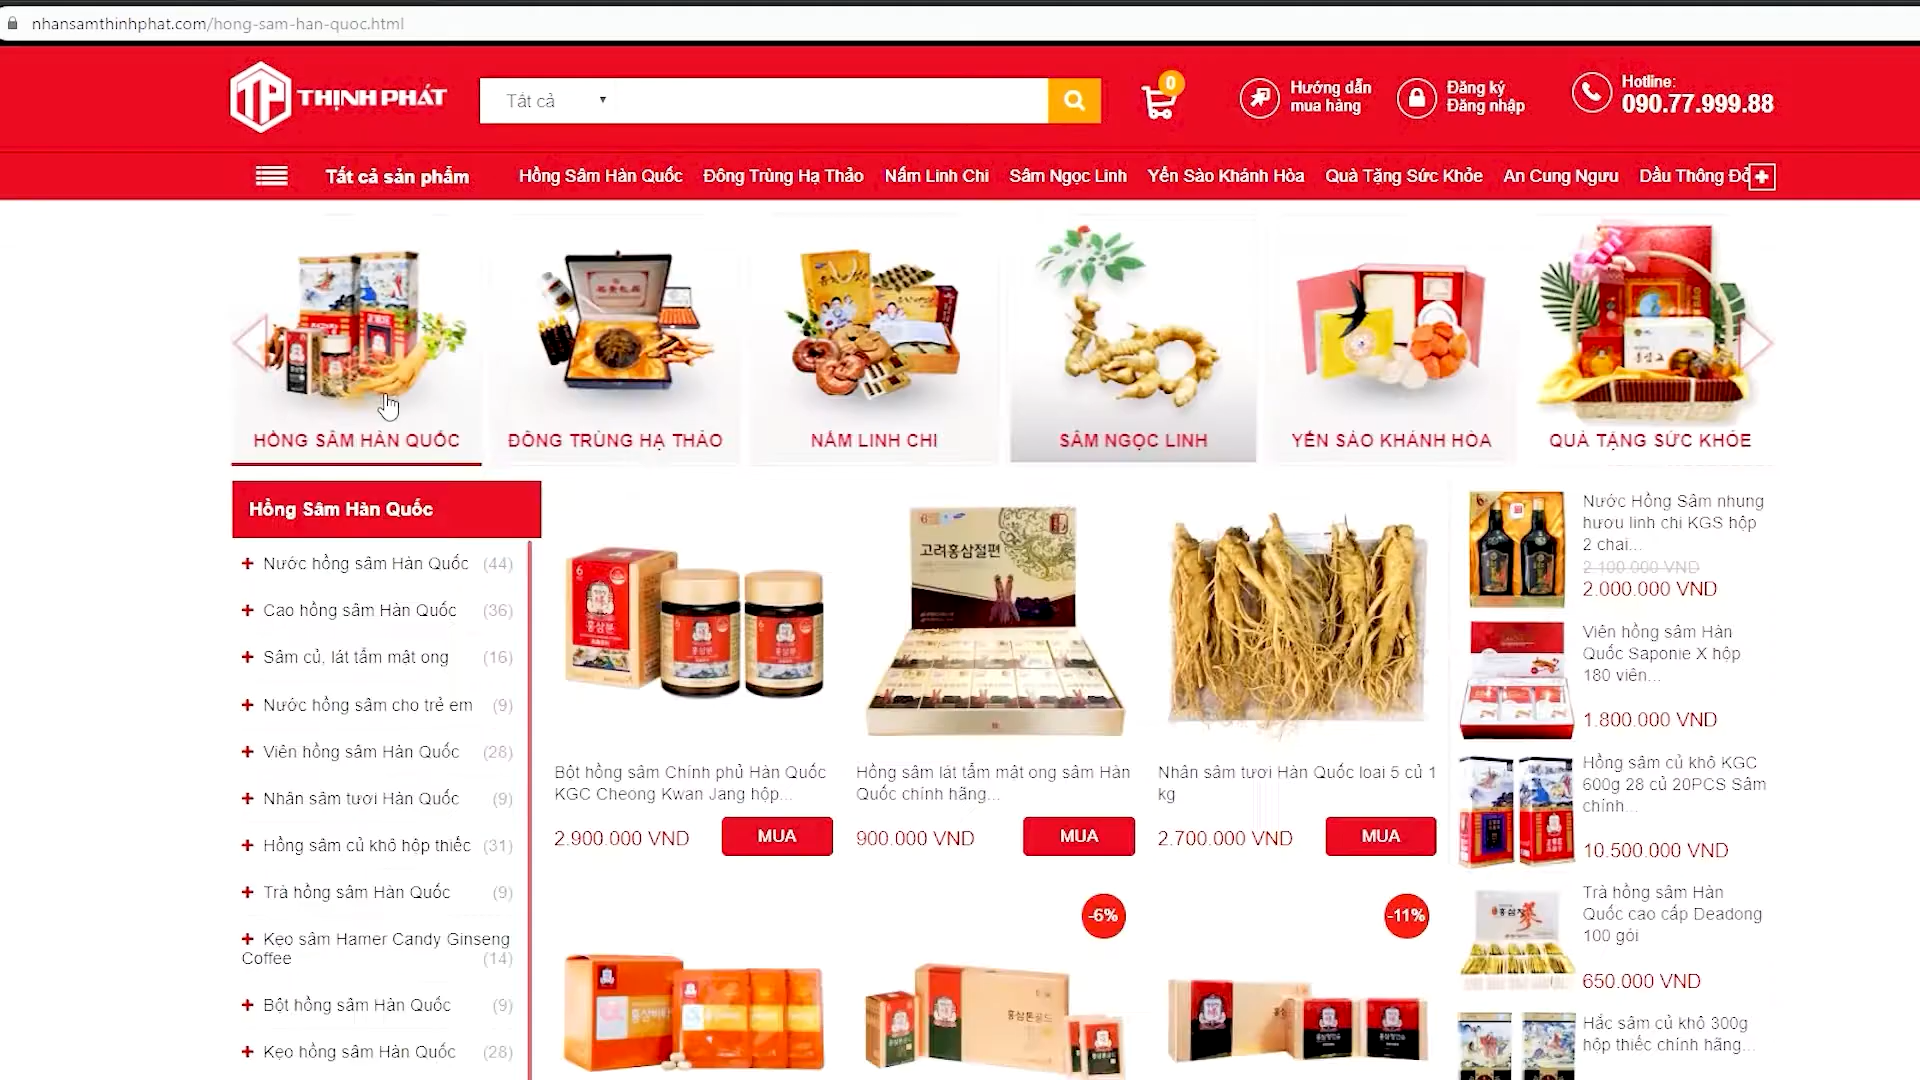 nhansamthinhphat.com/hong-sam-han-quoc.html
THỊNH PHÁT
Tất cả
0
Hướng dẫn
mua hàng
Đăng ký
Đăng nhập
Hotline:
090.77.999.88
Tất cả sản phẩm
Hồng Sâm Hàn Quốc
Đông Trùng Hạ Thảo
Nấm Linh Chi
Sâm Ngọc Linh
Yến Sào Khánh Hòa
Quà Tặng Sức Khỏe
An Cung Ngưu
Dầu Thông Đỏ
HỒNG SÂM HÀN QUỐC
ĐÔNG TRÙNG HẠ THẢO
NẤM LINH CHI
SÂM NGỌC LINH
YẾN SÀO KHÁNH HÒA
QUÀ TẶNG SỨC KHỎE
Hồng Sâm Hàn Quốc
Nước hồng sâm Hàn Quốc (44)
Cao hồng sâm Hàn Quốc (36)
Sâm củ, lát tẩm mật ong (16)
Nước hồng sâm cho trẻ em (9)
Viên hồng sâm Hàn Quốc (28)
Nhân sâm tươi Hàn Quốc (9)
Hồng sâm củ khô hộp thiếc (31)
Trà hồng sâm Hàn Quốc (9)
Kẹo sâm Hamer Candy Ginseng
Coffee (14)
Bột hồng sâm Hàn Quốc (9)
Kẹo hồng sâm Hàn Quốc (28)
고려홍삼절편
Bột hồng sâm Chính phủ Hàn Quốc
KGC Cheong Kwan Jang hộp...
2.900.000 VND
MUA
Hồng sâm lát tẩm mật ong sâm Hàn
Quốc chính hãng...
900.000 VND
MUA
Nhân sâm tươi Hàn Quốc loại 5 củ 1
kg
2.700.000 VND
MUA
-6%
-11%
Nước Hồng Sâm nhung
hươu linh chi KGS hộp
2 chai...
2.100.000 VND
2.000.000 VND
Viên hồng sâm Hàn
Quốc Saponie X hộp
180 viên...
1.800.000 VND
Hồng sâm củ khô KGC
600g 28 củ 20PCS Sâm
chính...
10.500.000 VND
Trà hồng sâm Hàn
Quốc cao cấp Deadong
100 gói
650.000 VND
Hắc sâm củ khô 300g
hộp thiếc chính hãng...